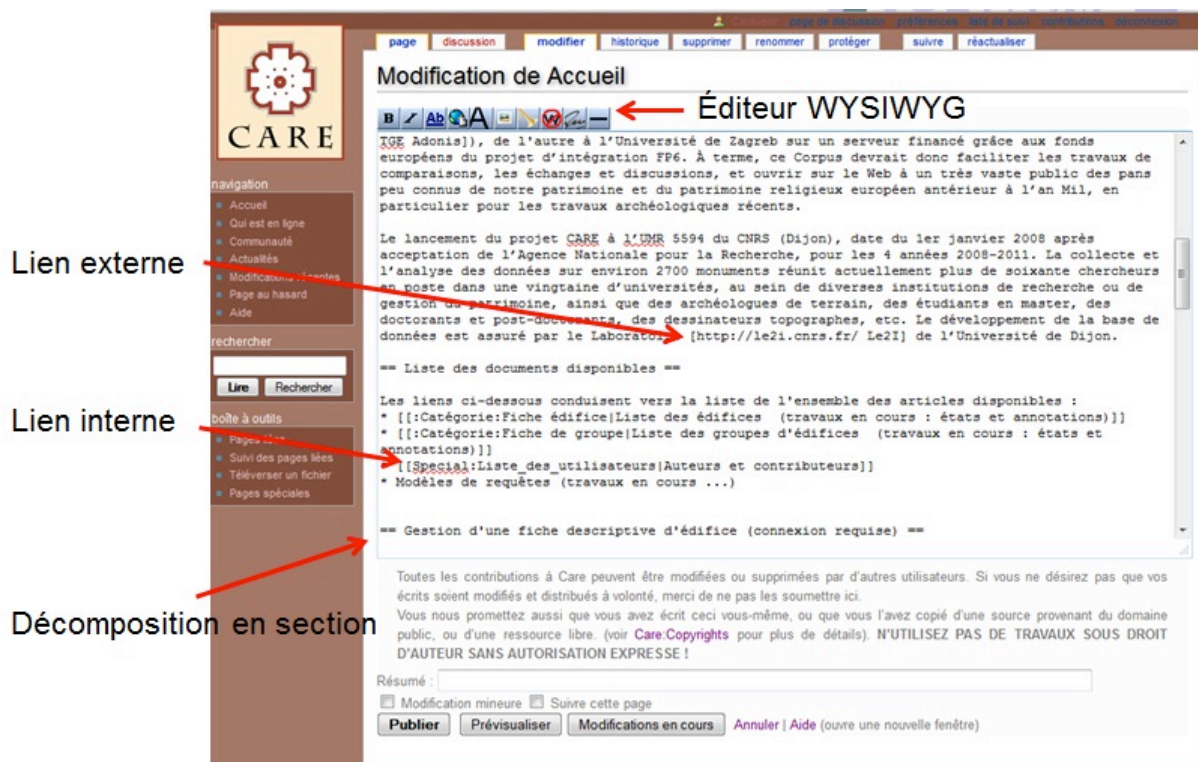 Carouser page de discussion préférences liste de suivi contributions déconnexion
page discussion modifier historique supprimer renommer protéger suivre réactualiser
CARE
Modification de Accueil
Éditeur WYSIWYG
B I Ab A
TGE Adonis]), de l'autre à l'Université de Zagreb sur un serveur financé grâce aux fonds
européens du projet d'intégration FP6. À terme, ce Corpus devrait donc faciliter les travaux de
comparaisons, les échanges et discussions, et ouvrir sur le Web à un très vaste public des pans
peu connus de notre patrimoine et du patrimoine religieux européen antérieur à l'an Mil, en
particulier pour les travaux archéologiques récents.
Le lancement du projet CARE à l'UMR 5594 du CNRS (Dijon), date du 1er janvier 2008 après
acceptation de l'Agence Nationale pour la Recherche, pour les 4 années 2008-2011. La collecte et
l'analyse des données sur environ 2700 monuments réunit actuellement plus de soixante chercheurs
en poste dans une vingtaine d'universités, au sein de diverses institutions de recherche ou de
gestion du patrimoine, ainsi que des archéologues de terrain, des étudiants en master, des
doctorants et post-doctorants, des dessinateurs topographes, etc. Le développement de la base de
données est assuré par le Laboratoire [http://le2i.cnrs.fr/ Le2I] de l'Université de Dijon.
== Liste des documents disponibles ==
Les liens ci-dessous conduisent vers la liste de l'ensemble des articles disponibles :
* [[:Catégorie:Fiche édifice|Liste des édifices (travaux en cours : états et annotations)]]
* [[:Catégorie:Fiche de groupe|Liste des groupes d'édifices (travaux en cours : états et
annotations)]]
[[Special:Liste_des_utilisateurs|Auteurs et contributeurs]]
* Modèles de requêtes (travaux en cours ...)
== Gestion d'une fiche descriptive d'édifice (connexion requise) ==
navigation
Accueil
Qui est en ligne
Communauté
Actualités
Modifications récentes
Page au hasard
Aide
rechercher
Lire Rechercher
boîte à outils
Pages liées
Suivi des pages liées
Téléverser un fichier
Pages spéciales
Lien externe
Lien interne
Décomposition en section
Toutes les contributions à Care peuvent être modifiées ou supprimées par d'autres utilisateurs. Si vous ne désirez pas que vos
écrits soient modifiés et distribués à volonté, merci de ne pas les soumettre ici.
Vous nous promettez aussi que vous avez écrit ceci vous-même, ou que vous l'avez copié d'une source provenant du domaine
public, ou d'une ressource libre. (voir Care:Copyrights pour plus de détails). N'UTILISEZ PAS DE TRAVAUX SOUS DROIT
D'AUTEUR SANS AUTORISATION EXPRESSE !
Résumé :
Modification mineure Suivre cette page
Publier Prévisualiser Modifications en cours Annuler | Aide (ouvre une nouvelle fenêtre)